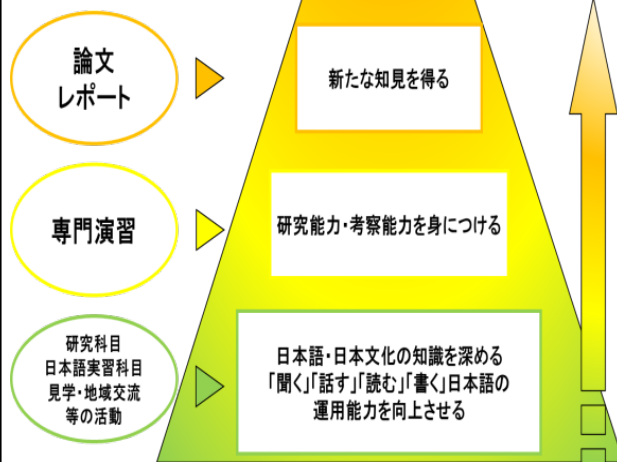 論文
レポート
新たな知見を得る
専門演習
研究能力・考察能力を身につける
研究科目
日本語実習科目
見学・地域交流
等の活動
日本語・日本文化の知識を深める
「聞く」「話す」「読む」「書く」日本語の
運用能力を向上させる